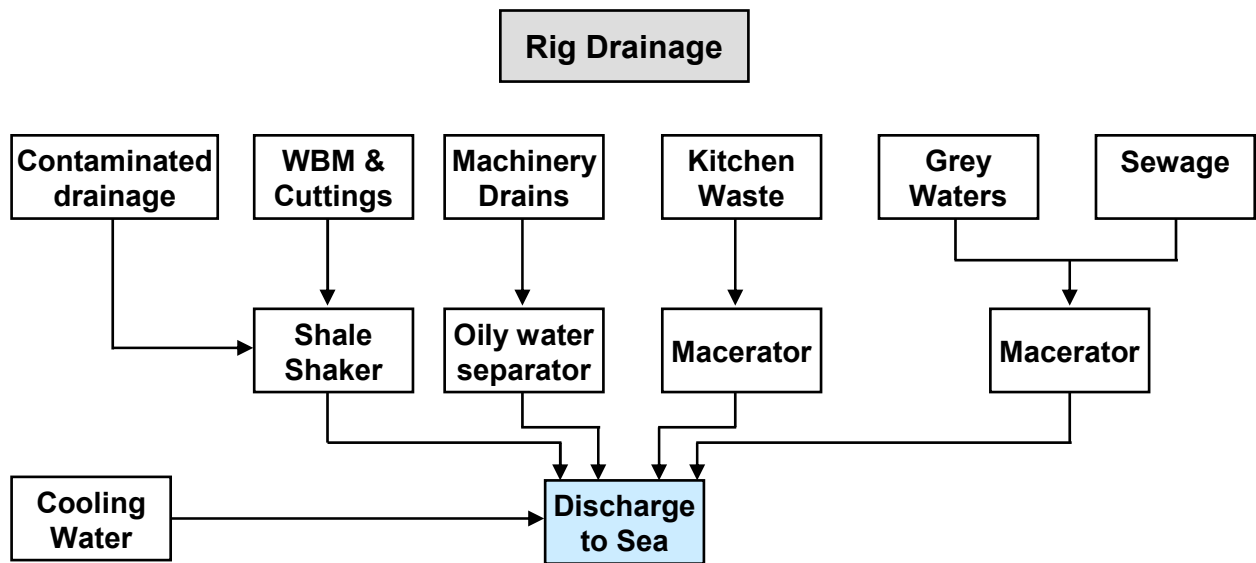 Rig Drainage
Contaminated
drainage
WBM &
Cuttings
Machinery
Drains
Kitchen
Waste
Grey
Waters
Sewage
Shale
Shaker
Oily water
separator
Macerator
Macerator
Cooling
Water
Discharge
to Sea